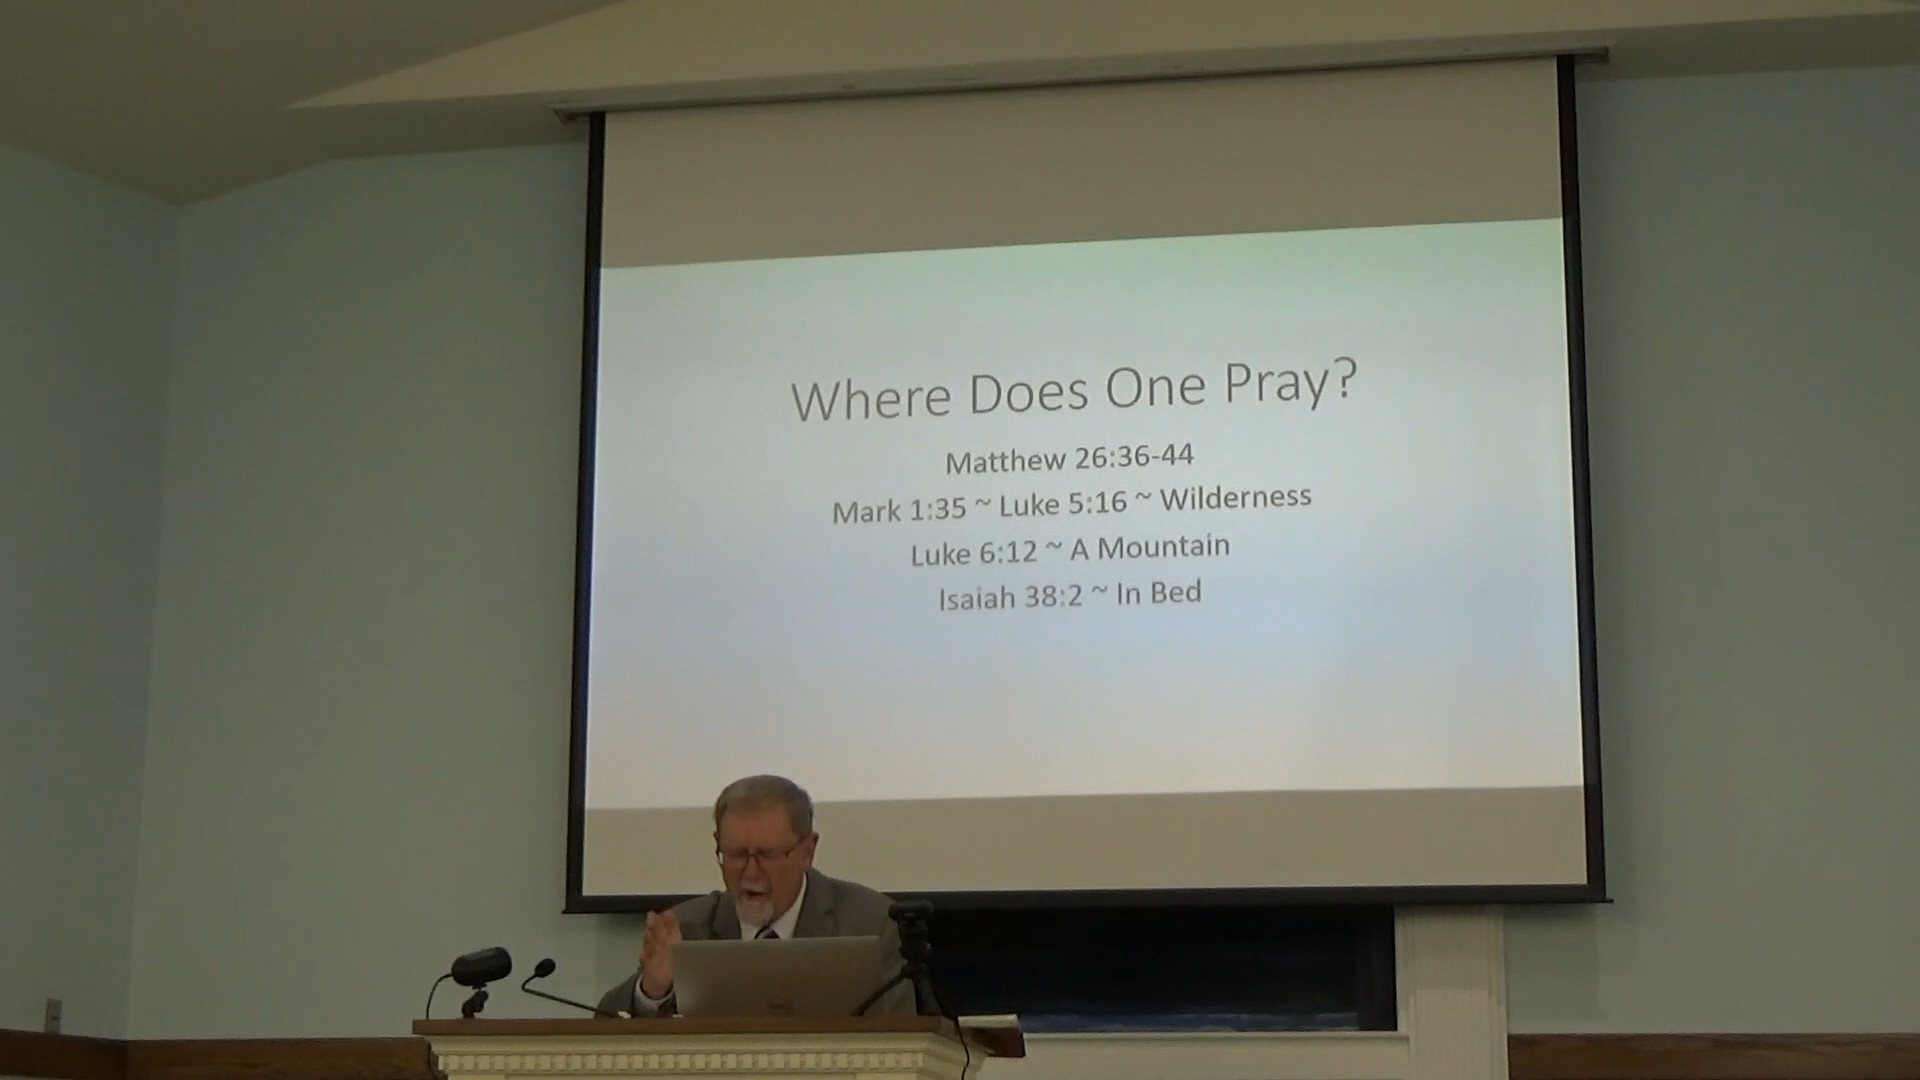 Where Does One Pray?
Matthew 26:36-44
Mark 1:35 ~ Luke 5:16 ~ Wilderness
Luke 6:12 ~ A Mountain
Isaiah 38:2 ~ In Bed